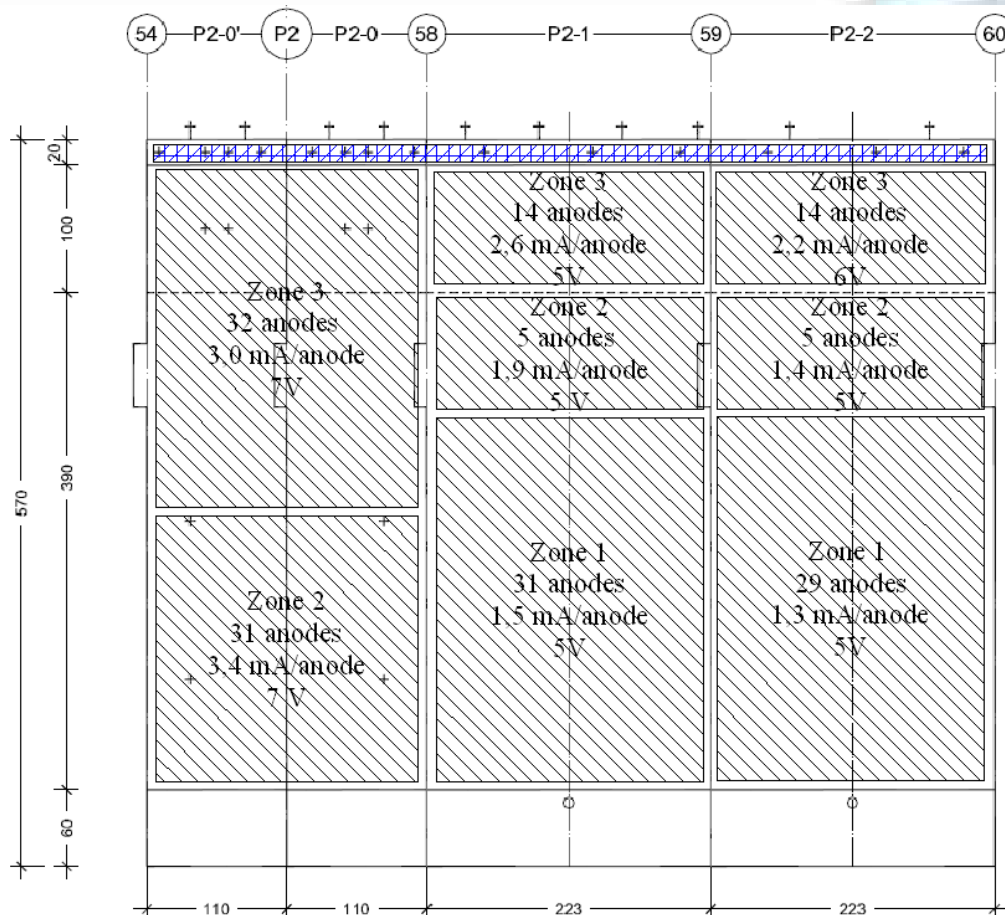 54 P2-0' P2 P2-0 58 P2-1 59 P2-2 60
20
100
390
570
60
Zone 3
32 anodes
3,0 mA/anode
7V
Zone 2
31 anodes
3,4 mA/anode
7 V
Zone 3
14 anodes
2,6 mA/anode
5V
Zone 2
5 anodes
1,9 mA/anode
5 V
Zone 1
31 anodes
1,5 mA/anode
5V
Zone 3
14 anodes
2,2 mA/anode
6V
Zone 2
5 anodes
1,4 mA/anode
5V
Zone 1
29 anodes
1,3 mA/anode
5V
110 110 223 223